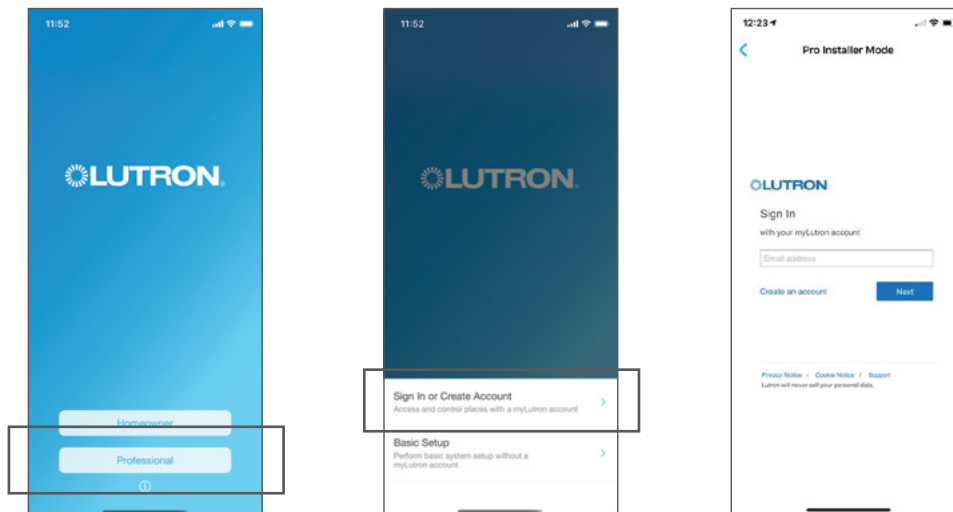 11:52
LUTRON.
Homeowner
Professional
11:52
LUTRON.
Sign In or Create Account
Access and control places with a myLutron account
Basic Setup
Perform basic system setup without a
myLutron account
12:23
Pro Installer Mode
LUTRON
Sign In
with your myLutron account
Email address
Create an account
Next
Privacy Notice / Cookie Notice / Support
Lutron will never sell your personal data.